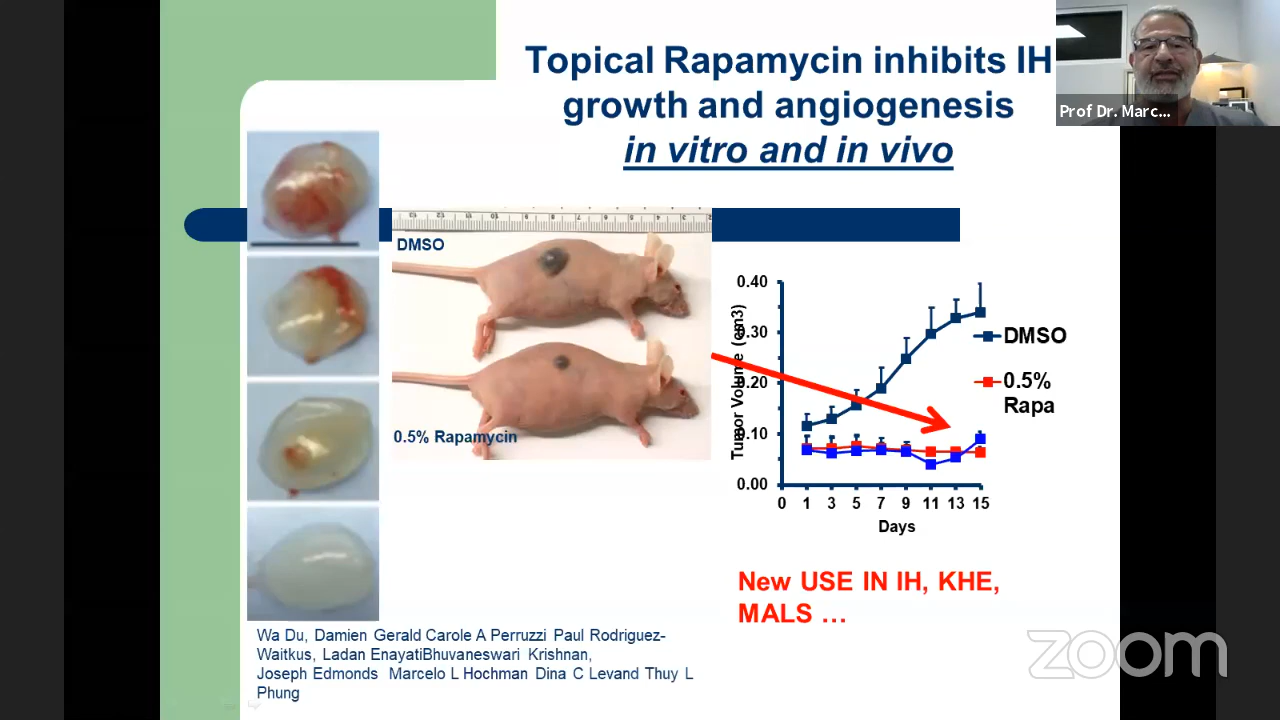 Topical Rapamycin inhibits IH
growth and angiogenesis
in vitro and in vivo
Prof Dr. Marc...
DMSO
0.5% Rapamycin
Tumor Volume (cm3)
0.40
0.30
0.20
0.10
0.00
0 1 3 5 7 9 11 13 15
Days
DMSO
0.5%
Rapa
New USE IN IH, KHE,
MALS …
Wa Du, Damien Gerald Carole A Perruzzi Paul Rodriguez-
Waitkus, Ladan EnayatiBhuvaneswari Krishnan,
Joseph Edmonds Marcelo L Hochman Dina C Levand Thuy L
Phung
zoom